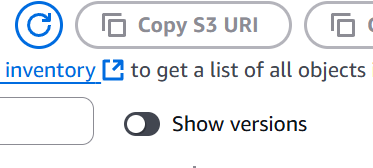 Copy S3 URI
inventory to get a list of all objects
Show versions